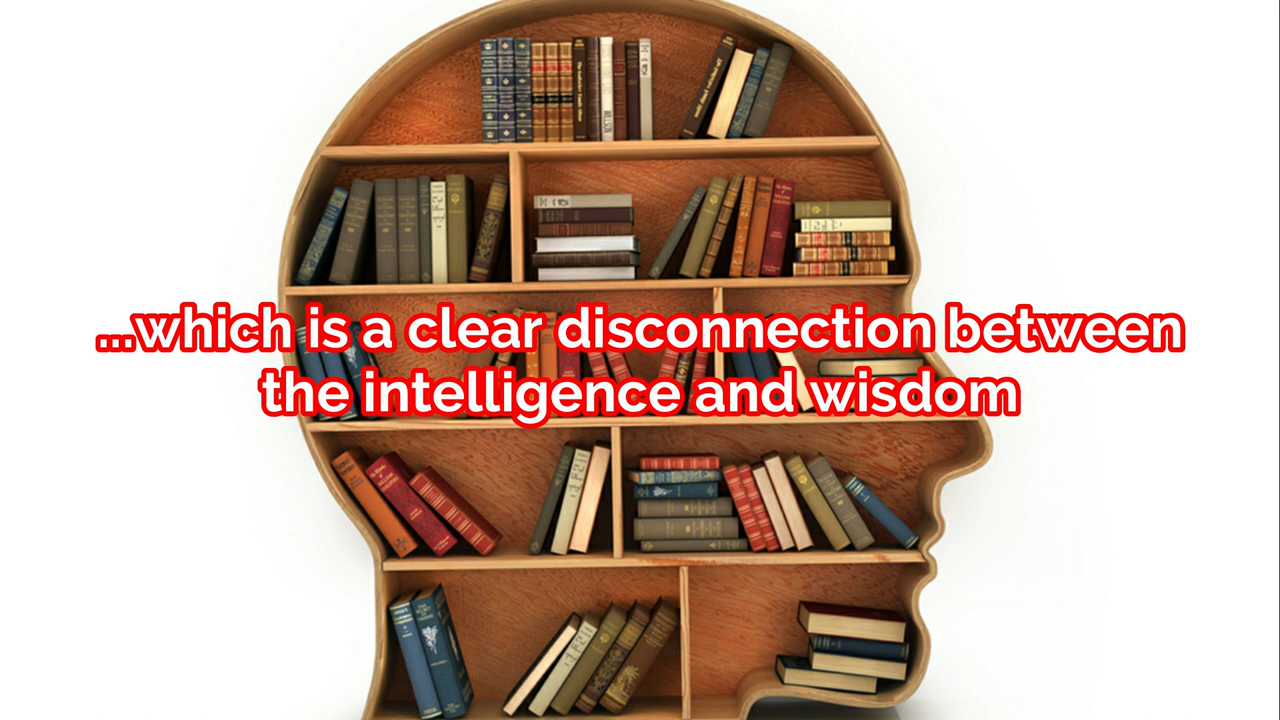 ...which is a clear disconnection between
the intelligence and wisdom